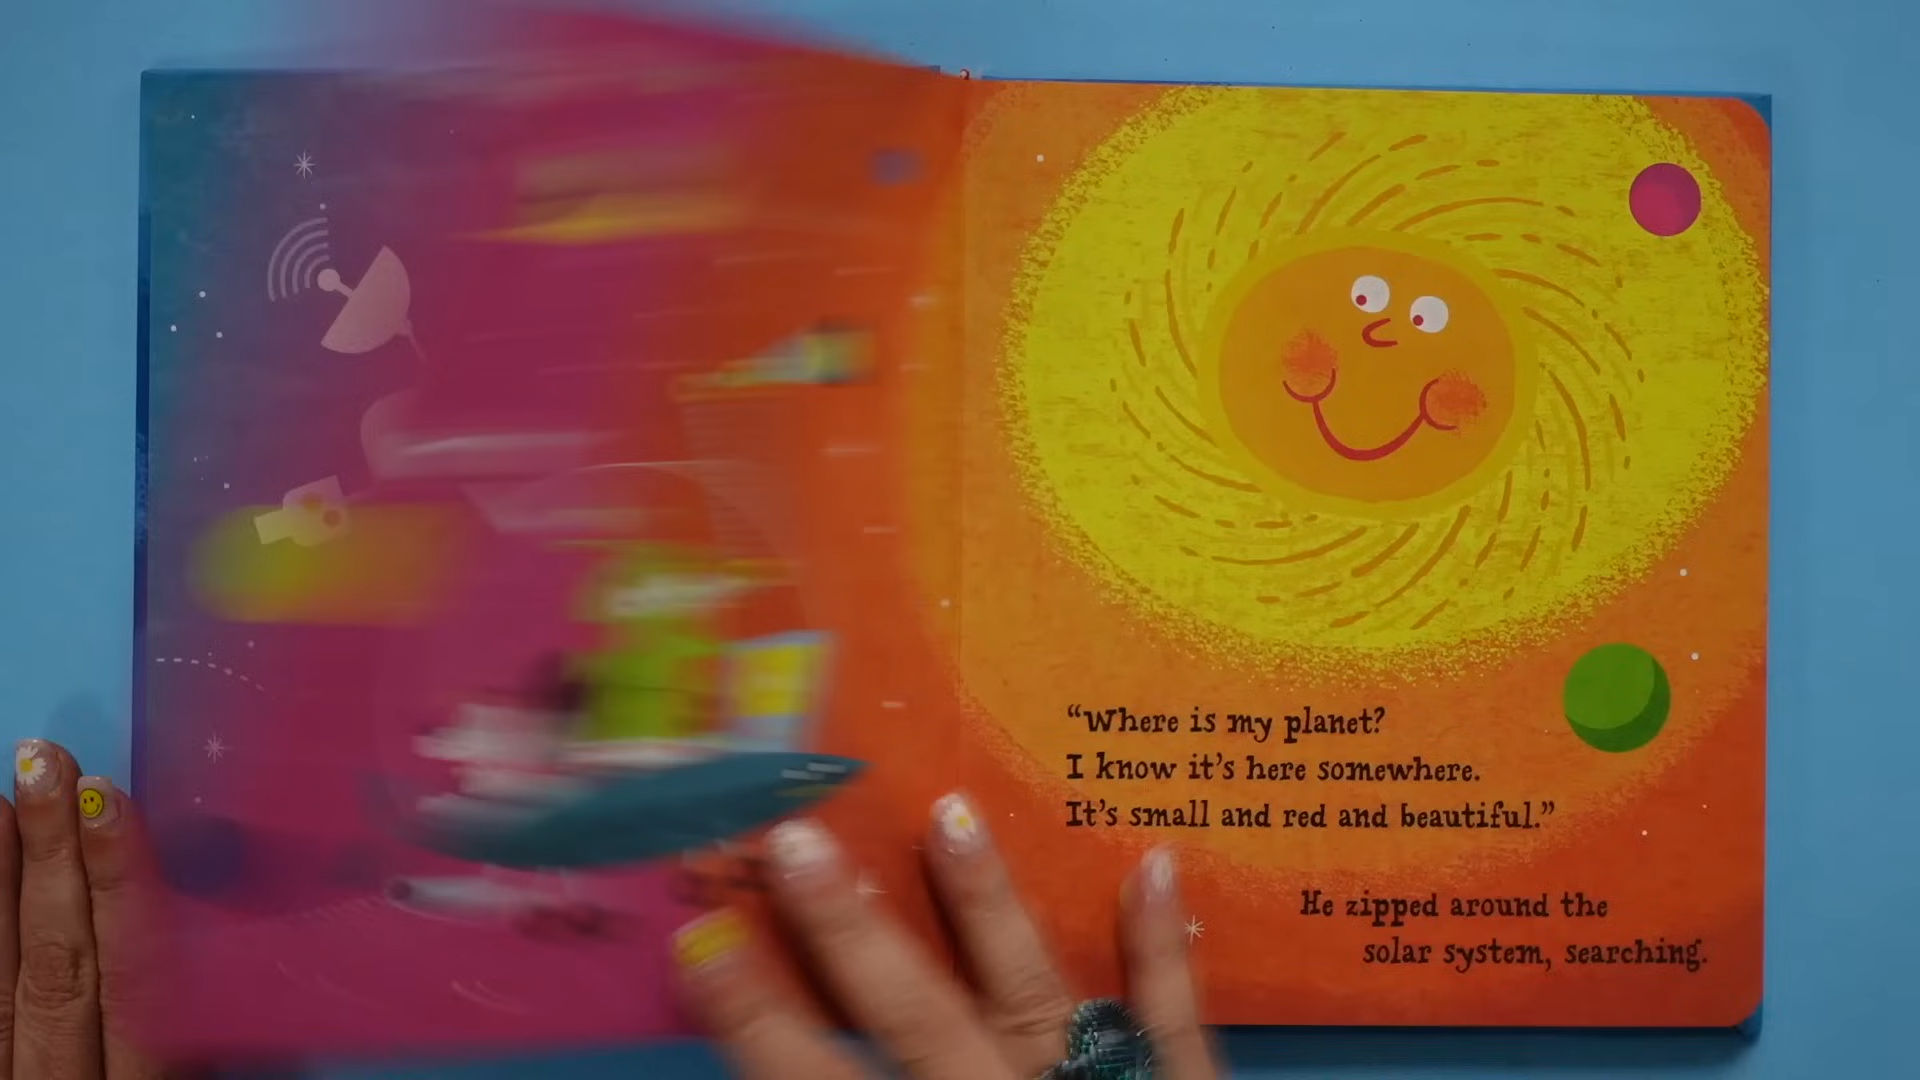 “Where is my planet?
I know it’s here somewhere.
It’s small and red and beautiful.”
He zipped around the
solar system, searching.